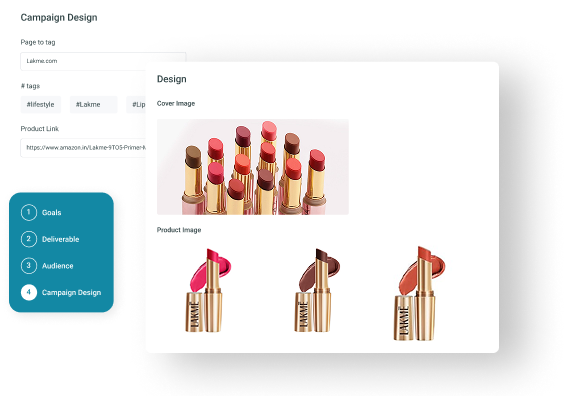 Campaign Design
Page to tag
Lakme.com
# tags
#lifestyle
#Lakme
Product Link
https://www.amazon.in/Lakme-9TO5-Primer-
1 Goals
2 Deliverable
3 Audience
4 Campaign Design
Design
Cover Image
Product Image
LAKMÉ
LAKMÉ
LAKMÉ